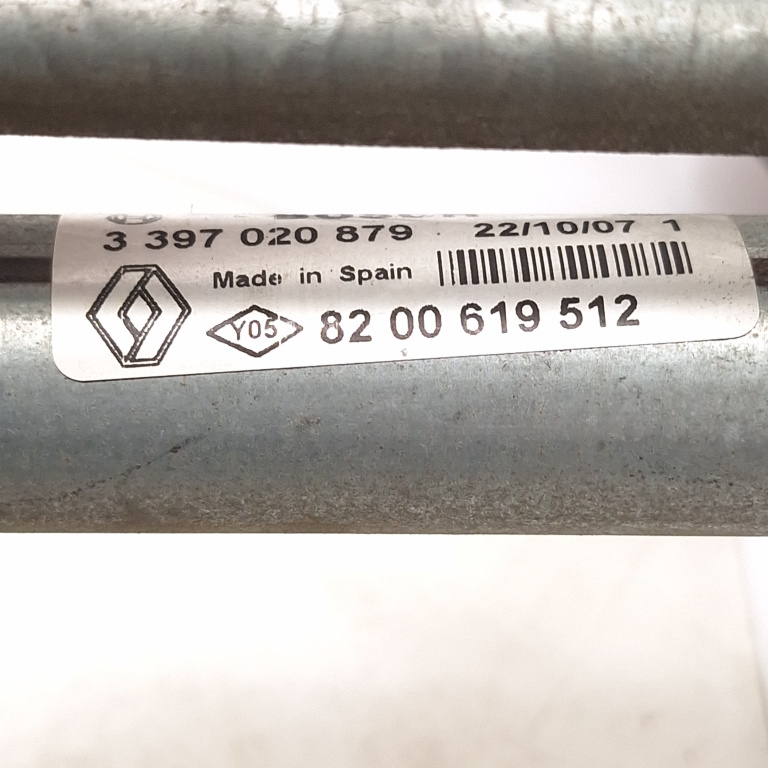 3 397 020 879 22/10/07 1
Made in Spain
Y05 82 00 619 512